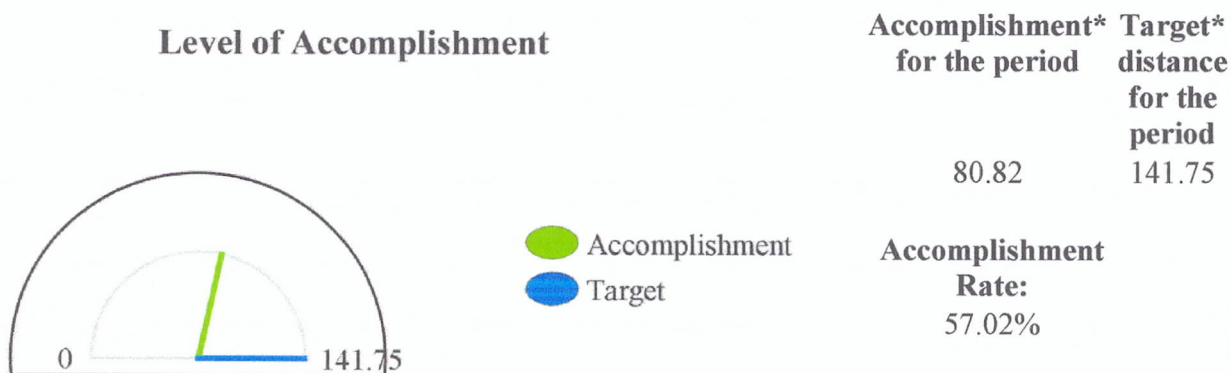 Level of Accomplishment
Accomplishment* Target*
for the period distance
for the
period
80.82 141.75
Accomplishment
Target
Accomplishment
Rate:
57.02%
0 141.75